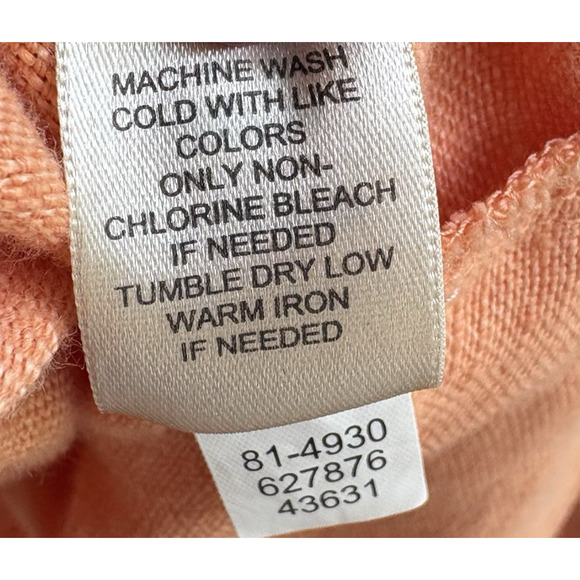 MACHINE WASH
COLD WITH LIKE
COLORS
ONLY NON-
CHLORINE BLEACH
IF NEEDED
TUMBLE DRY LOW
WARM IRON
IF NEEDED
81-4930
627876
43631